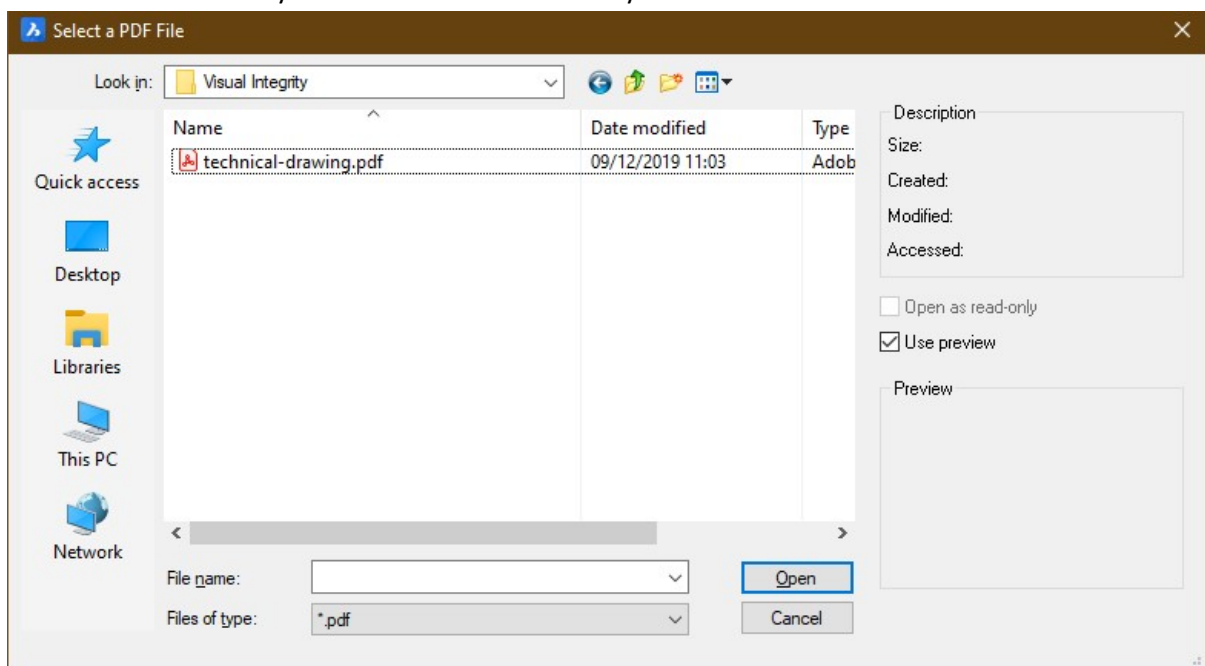 Select a PDF File
Look in: Visual Integrity
Name Date modified Type
technical-drawing.pdf 09/12/2019 11:03 Adob
Quick access
Desktop
Libraries
This PC
Network
File name: Open
Files of type: *.pdf Cancel
Description
Size:
Created:
Modified:
Accessed:
Open as read-only
Use preview
Preview